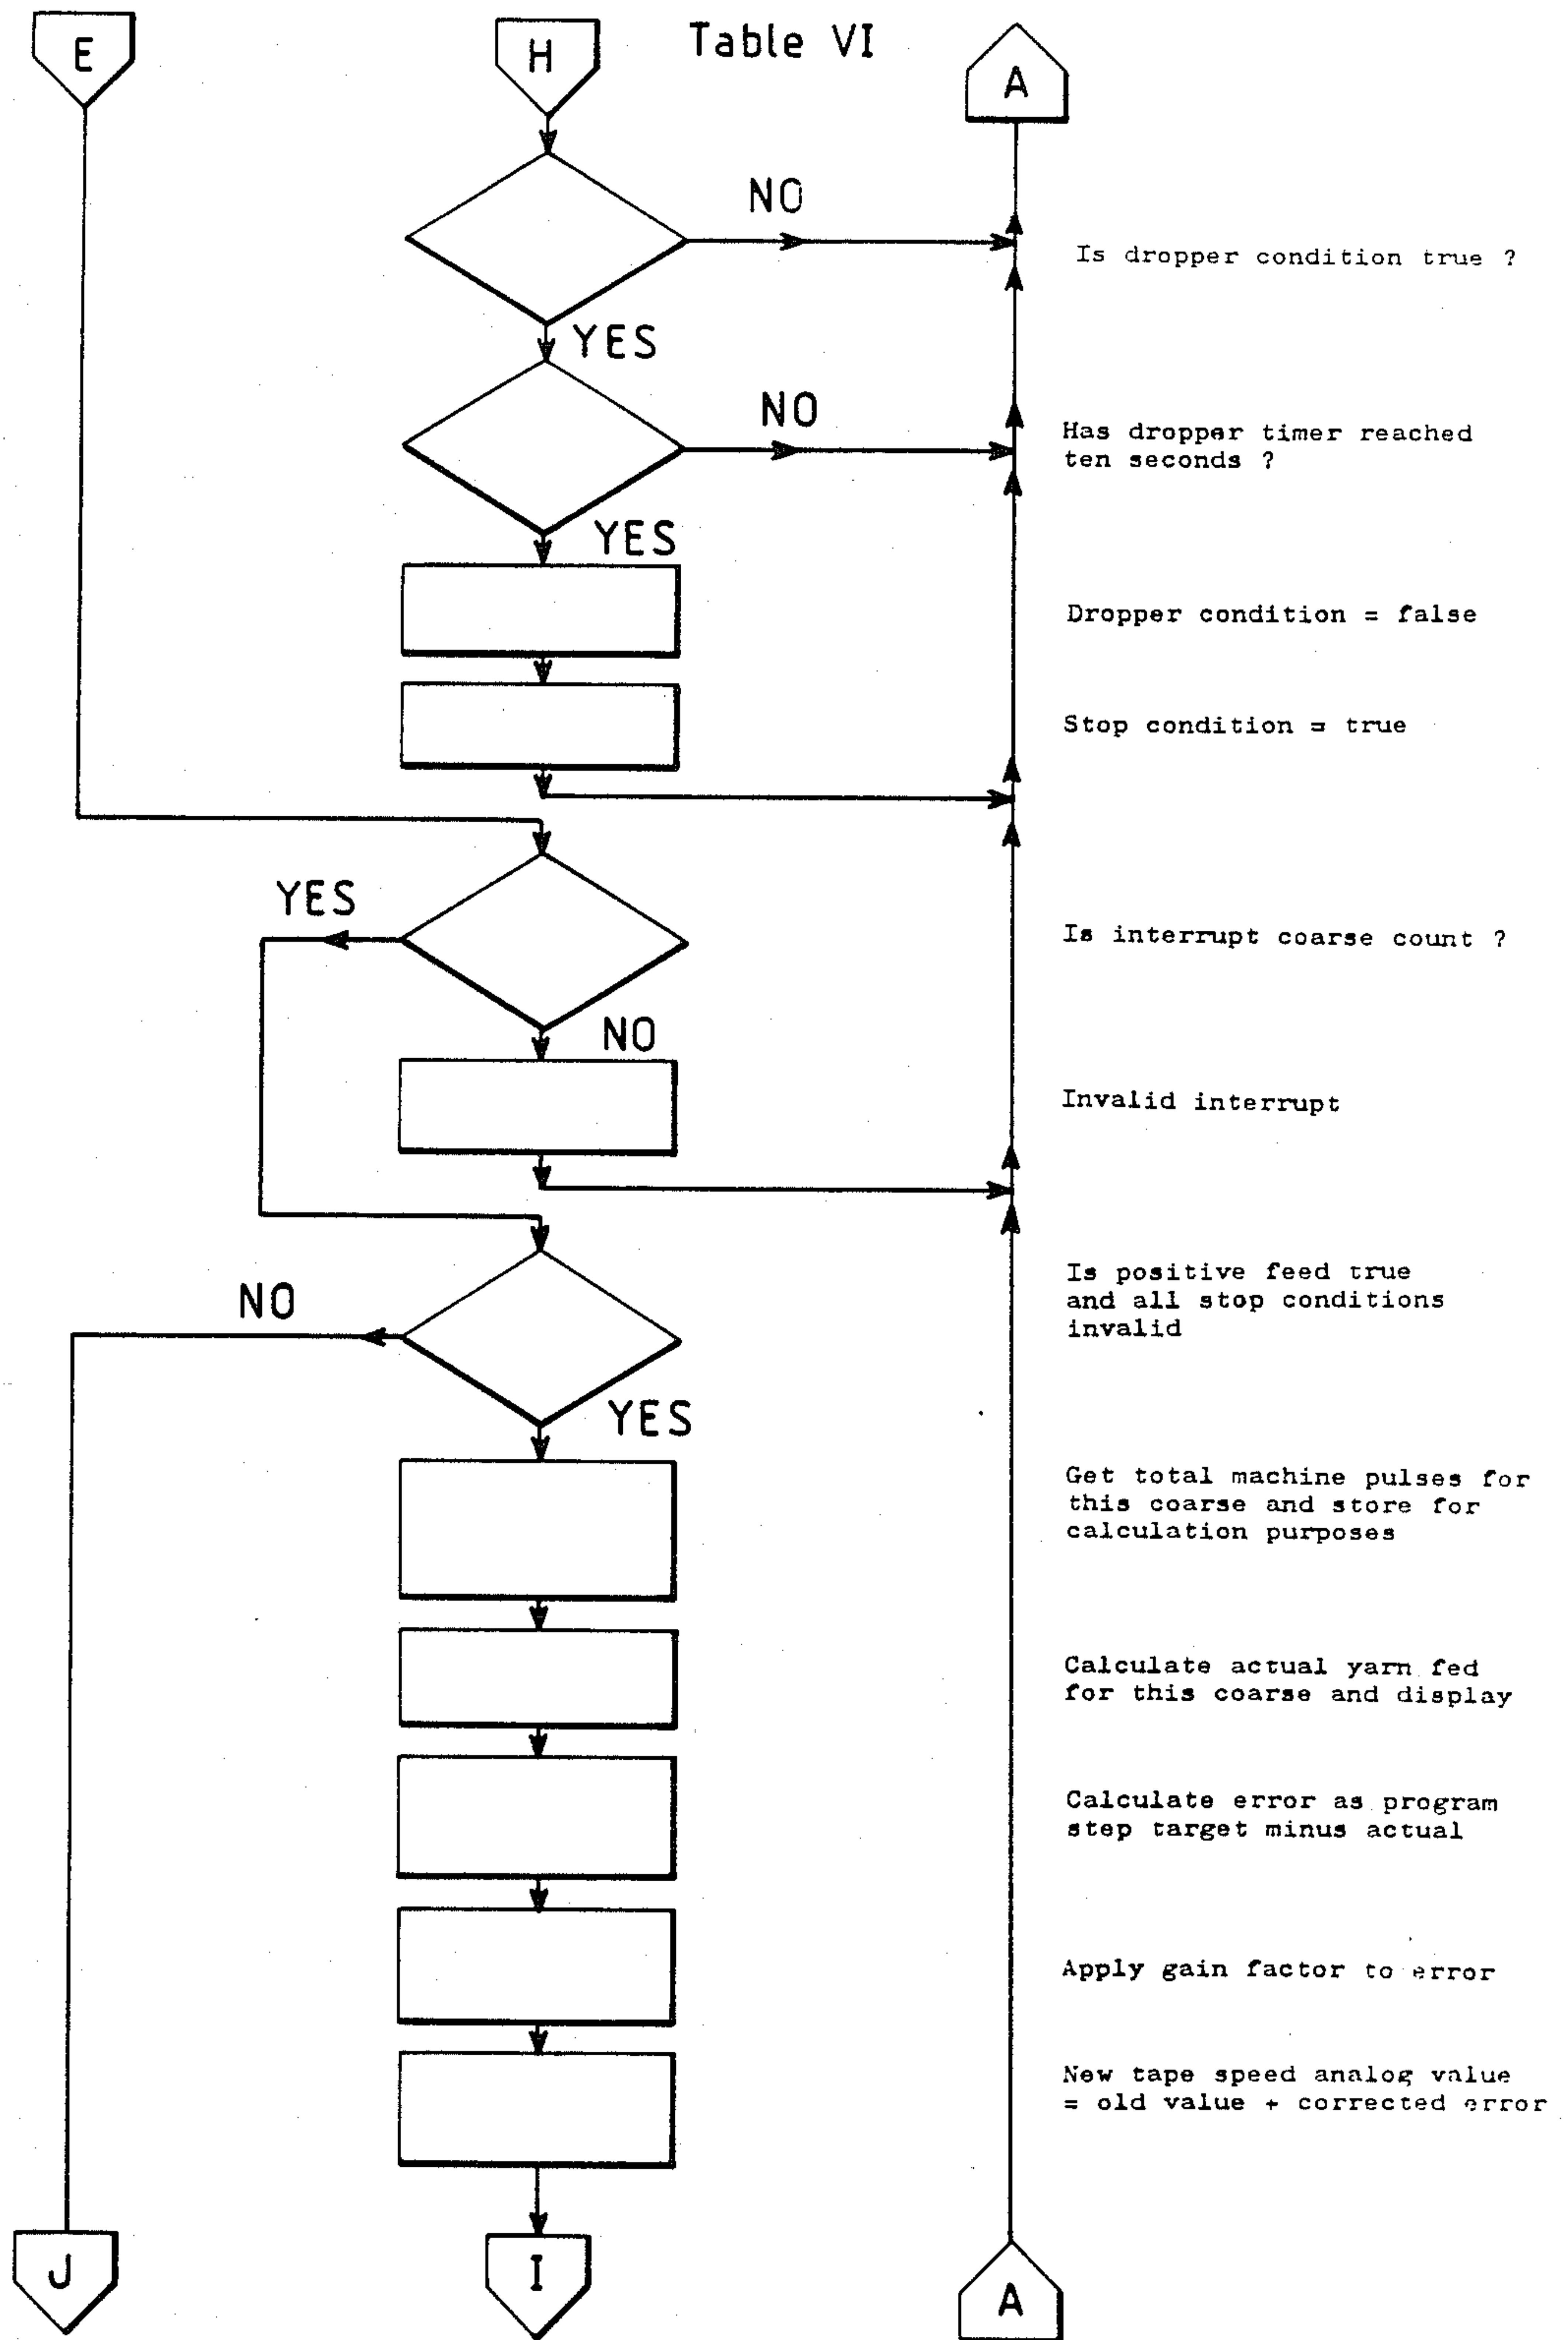 E
H
Table VI
A
NO
Is dropper condition true ?
YES
NO
Has dropper timer reached
ten seconds ?
YES
Dropper condition = false
Stop condition = true
YES
Is interrupt coarse count ?
NO
Invalid interrupt
Is positive feed true
and all stop conditions
invalid
NO
YES
Get total machine pulses for
this coarse and store for
calculation purposes
Calculate actual yarn fed
for this coarse and display
Calculate error as program
step target minus actual
Apply gain factor to error
New tape speed analog value
= old value + corrected error
J
I
A